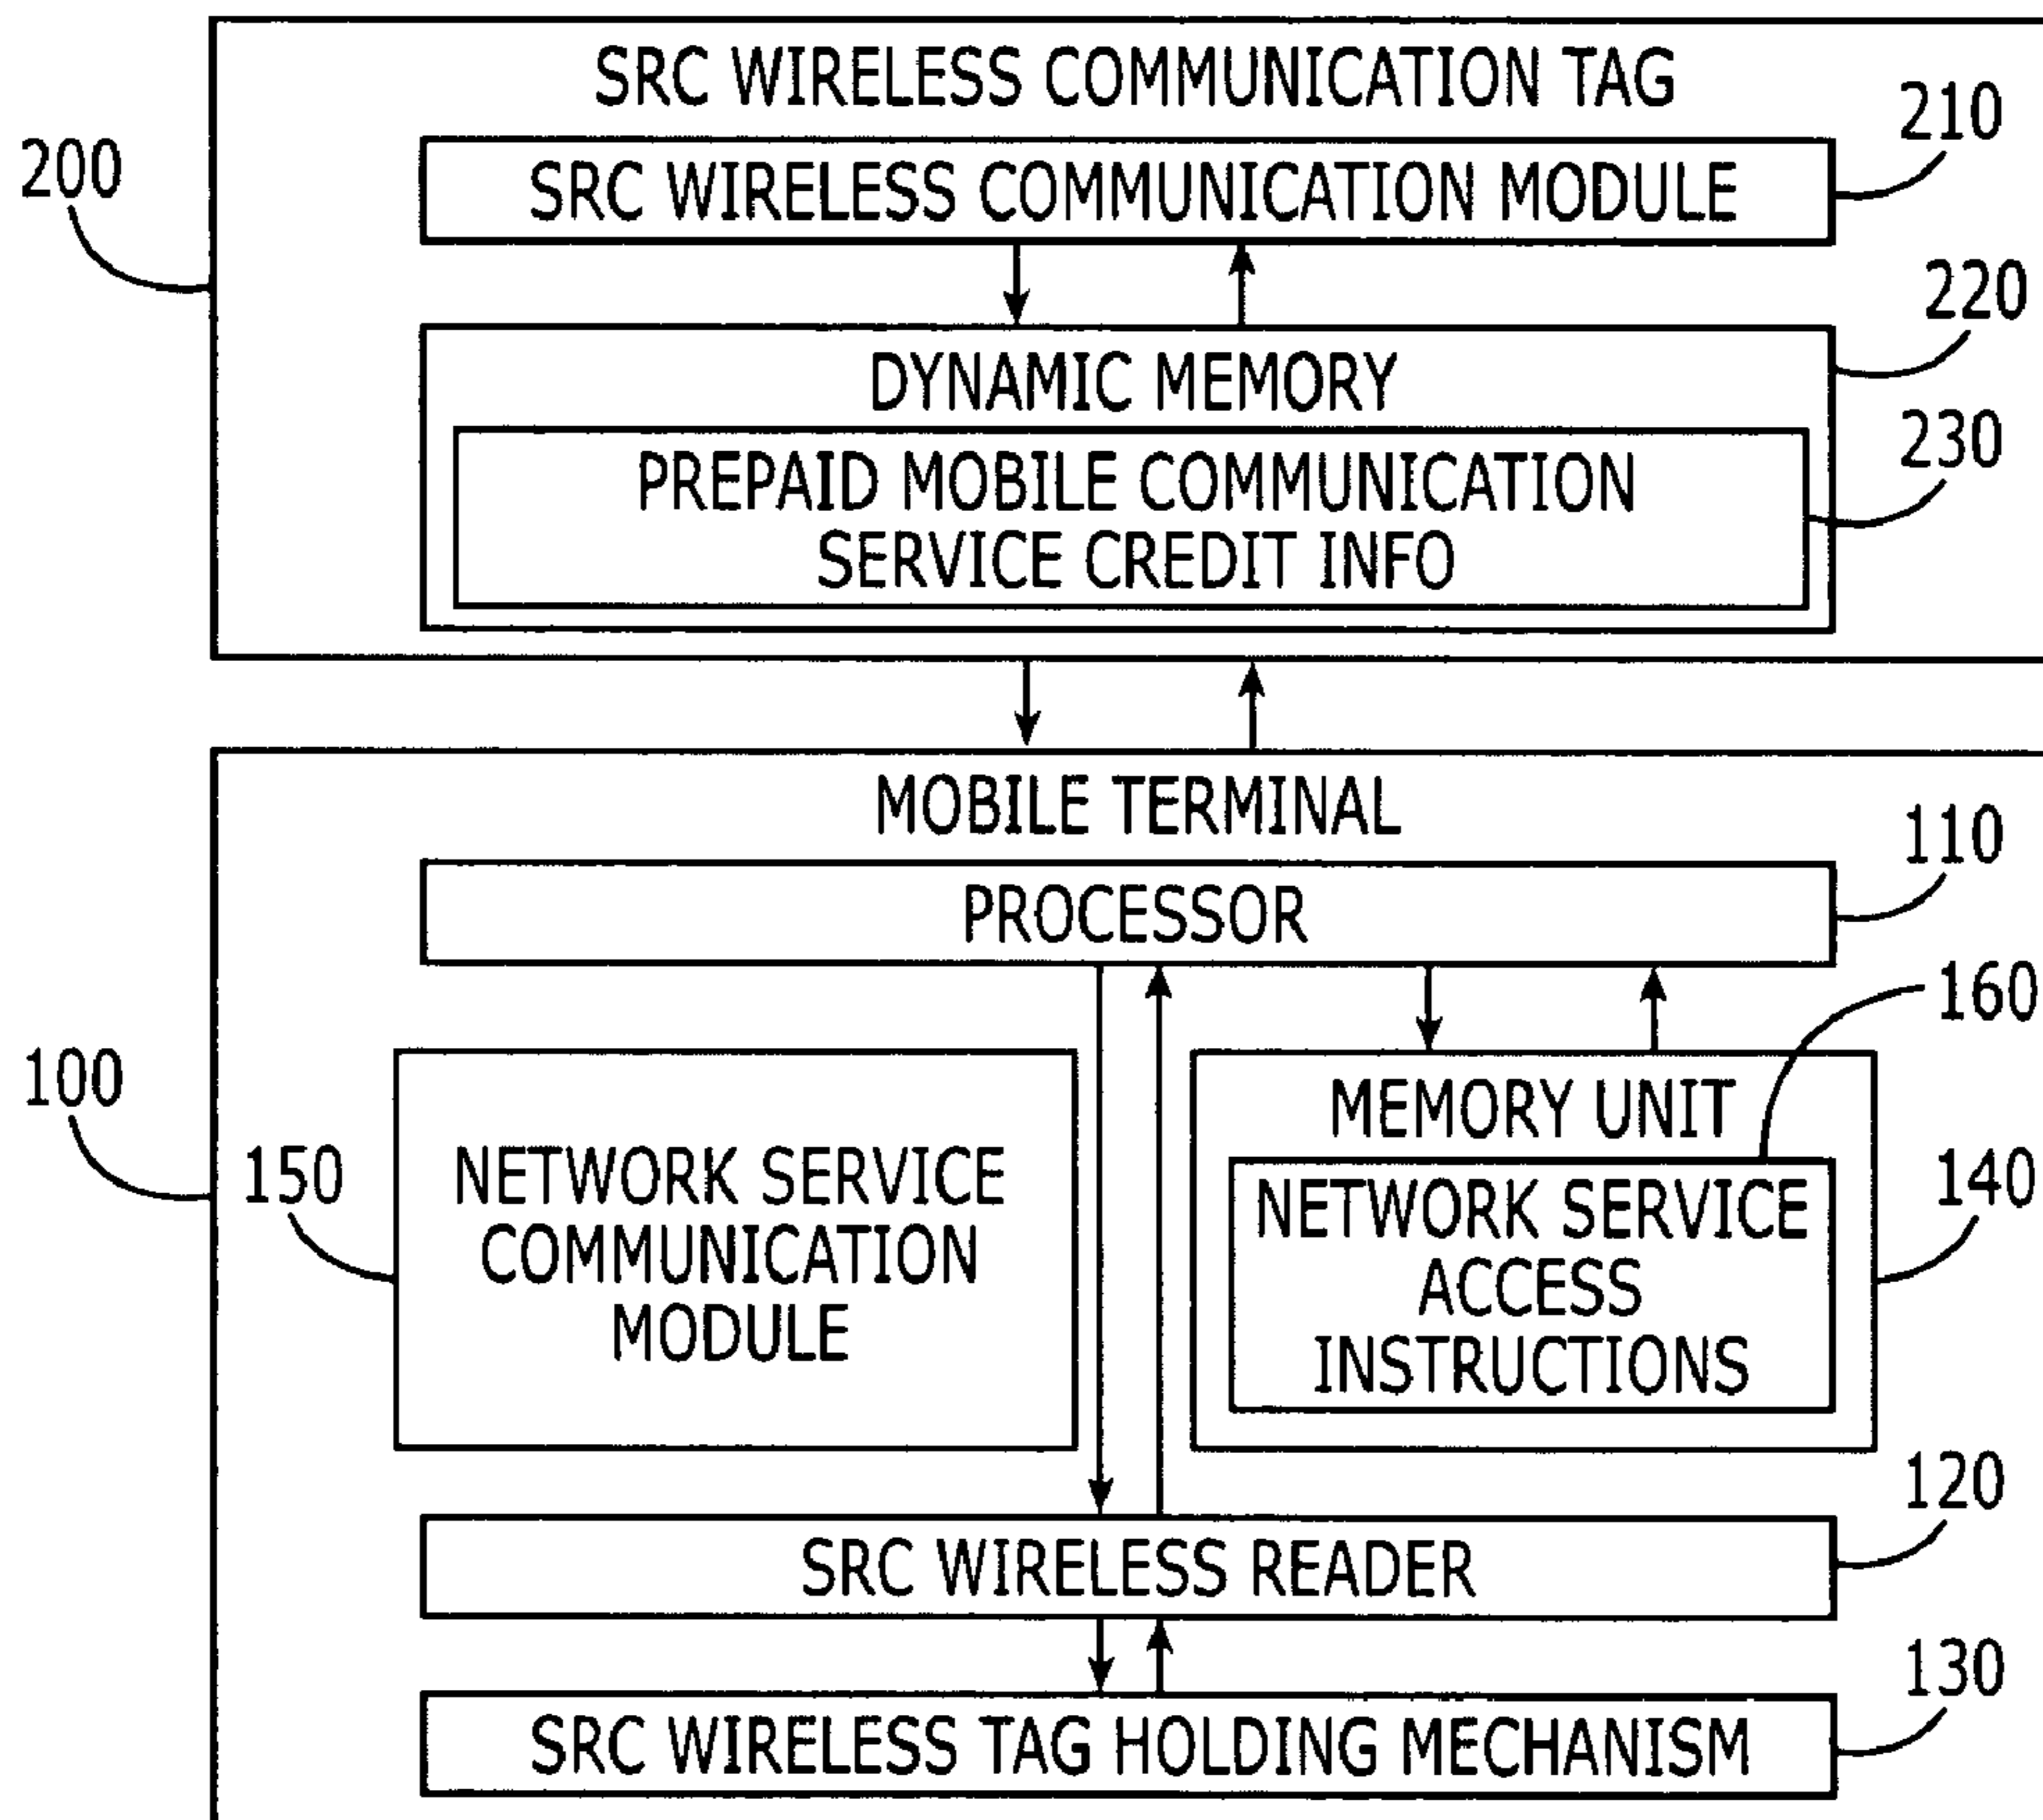 SRC WIRELESS COMMUNICATION TAG
210
200
SRC WIRELESS COMMUNICATION MODULE
220
DYNAMIC MEMORY
230
PREPAID MOBILE COMMUNICATION
SERVICE CREDIT INFO
MOBILE TERMINAL
110
PROCESSOR
160
100
MEMORY UNIT
150
NETWORK SERVICE
COMMUNICATION
MODULE
140
NETWORK SERVICE
ACCESS
INSTRUCTIONS
120
SRC WIRELESS READER
130
SRC WIRELESS TAG HOLDING MECHANISM